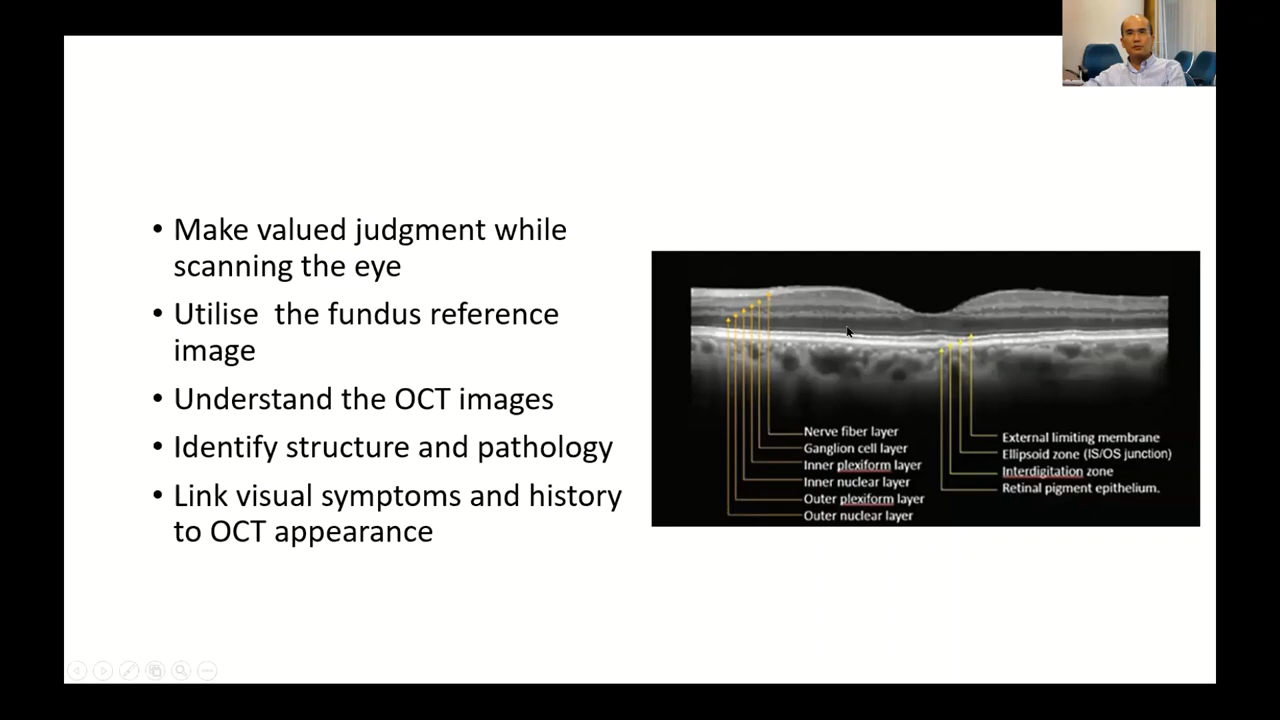 • Make valued judgment while
scanning the eye
• Utilise  the fundus reference
image
• Understand the OCT images
• Identify structure and pathology
• Link visual symptoms and history
to OCT appearance
Nerve fiber layer
Ganglion cell layer
Inner plexiform layer
Inner nuclear layer
Outer plexiform layer
Outer nuclear layer
External limiting membrane
Ellipsoid zone (IS/OS junction)
Interdigitation zone
Retinal pigment epithelium.